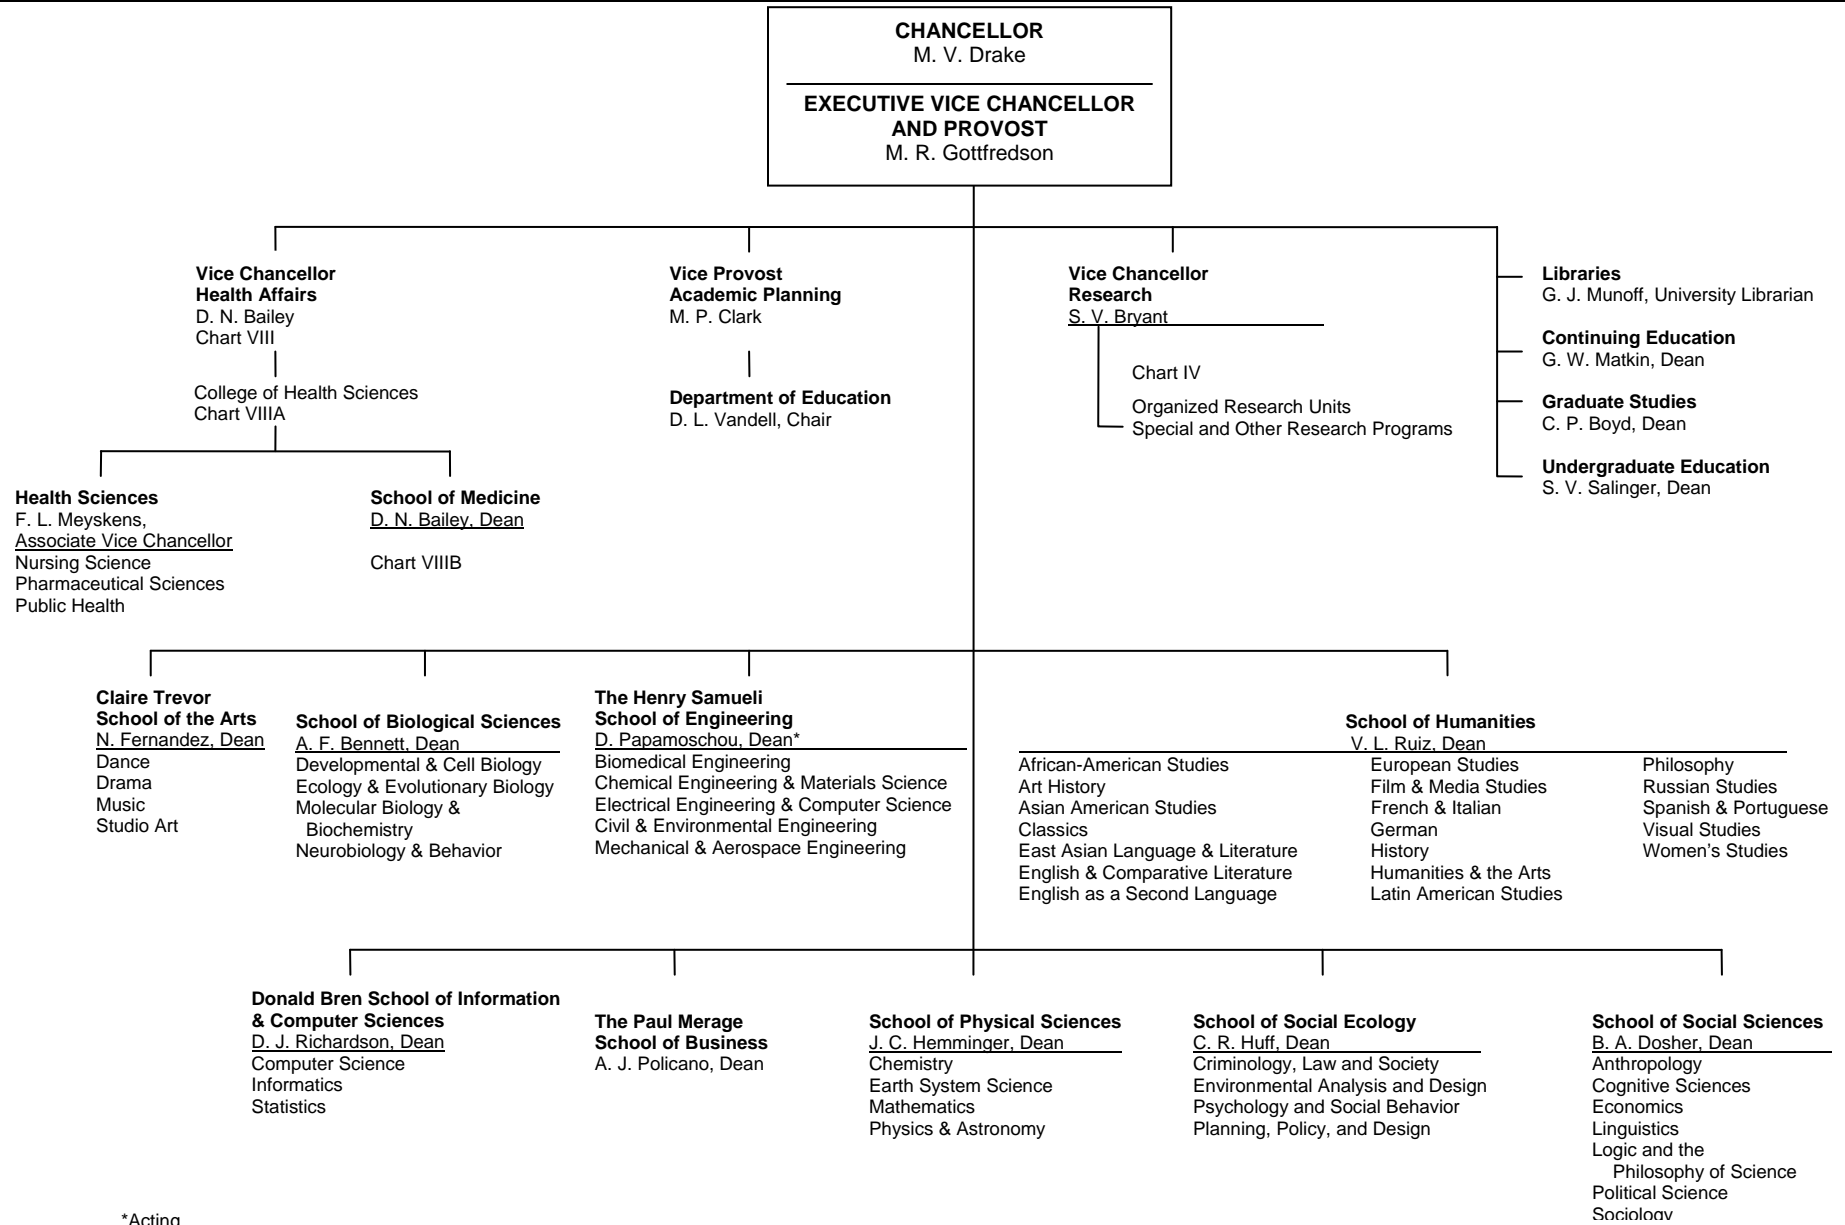 CHANCELLOR
M. V. Drake
EXECUTIVE VICE CHANCELLOR
AND PROVOST
M. R. Gottfredson
Vice Chancellor
Health Affairs
D. N. Bailey
Chart VIII
College of Health Sciences
Chart VIIIA
Vice Provost
Academic Planning
M. P. Clark
Department of Education
D. L. Vandell, Chair
Vice Chancellor
Research
S. V. Bryant
Chart IV
Organized Research Units
Special and Other Research Programs
Libraries
G. J. Munoff, University Librarian
Continuing Education
G. W. Matkin, Dean
Graduate Studies
C. P. Boyd, Dean
Undergraduate Education
S. V. Salinger, Dean
Health Sciences
F. L. Meyskens,
Associate Vice Chancellor
Nursing Science
Pharmaceutical Sciences
Public Health
School of Medicine
D. N. Bailey, Dean
Chart VIIIB
Claire Trevor
School of the Arts
N. Fernandez, Dean
Dance
Drama
Music
Studio Art
School of Biological Sciences
A. F. Bennett, Dean
Developmental & Cell Biology
Ecology & Evolutionary Biology
Molecular Biology &
Biochemistry
Neurobiology & Behavior
The Henry Samueli
School of Engineering
D. Papamoschou, Dean*
Biomedical Engineering
Chemical Engineering & Materials Science
Electrical Engineering & Computer Science
Civil & Environmental Engineering
Mechanical & Aerospace Engineering
School of Humanities
V. L. Ruiz, Dean
African-American Studies
Art History
Asian American Studies
Classics
East Asian Language & Literature
English & Comparative Literature
English as a Second Language
European Studies
Film & Media Studies
French & Italian
German
History
Humanities & the Arts
Latin American Studies
Philosophy
Russian Studies
Spanish & Portuguese
Visual Studies
Women's Studies
Donald Bren School of Information
& Computer Sciences
D. J. Richardson, Dean
Computer Science
Informatics
Statistics
The Paul Merage
School of Business
A. J. Policano, Dean
School of Physical Sciences
J. C. Hemminger, Dean
Chemistry
Earth System Science
Mathematics
Physics & Astronomy
School of Social Ecology
C. R. Huff, Dean
Criminology, Law and Society
Environmental Analysis and Design
Psychology and Social Behavior
Planning, Policy, and Design
School of Social Sciences
B. A. Dosher, Dean
Anthropology
Cognitive Sciences
Economics
Linguistics
Logic and the
Philosophy of Science
Political Science
Sociology
*Acting